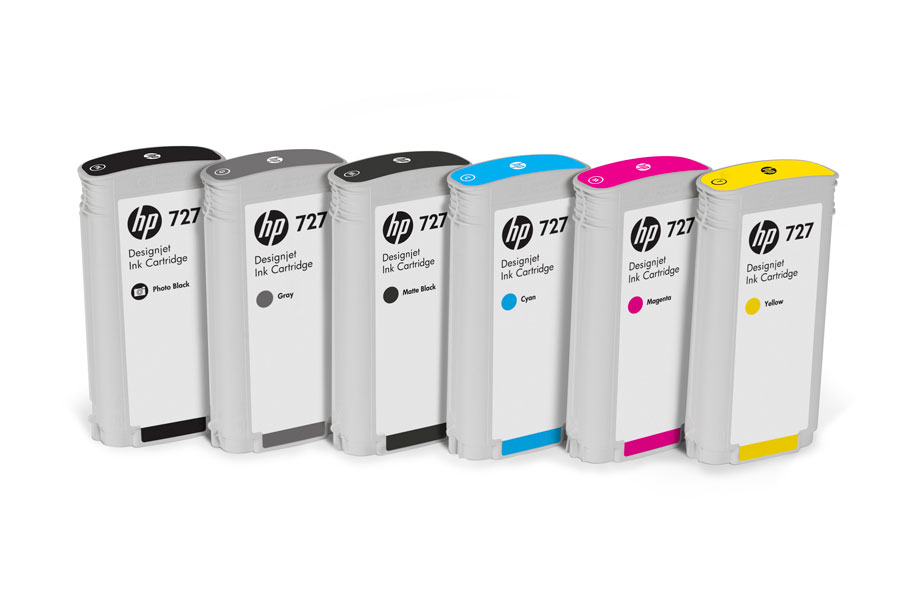 hp 727
Designjet
Ink Cartridge
Photo Black
hp 727
Designjet
Ink Cartridge
Gray
hp 727
Designjet
Ink Cartridge
Matte Black
hp 727
Designjet
Ink Cartridge
Cyan
hp 727
Designjet
Ink Cartridge
Magenta
hp 727
Designjet
Ink Cartridge
Yellow